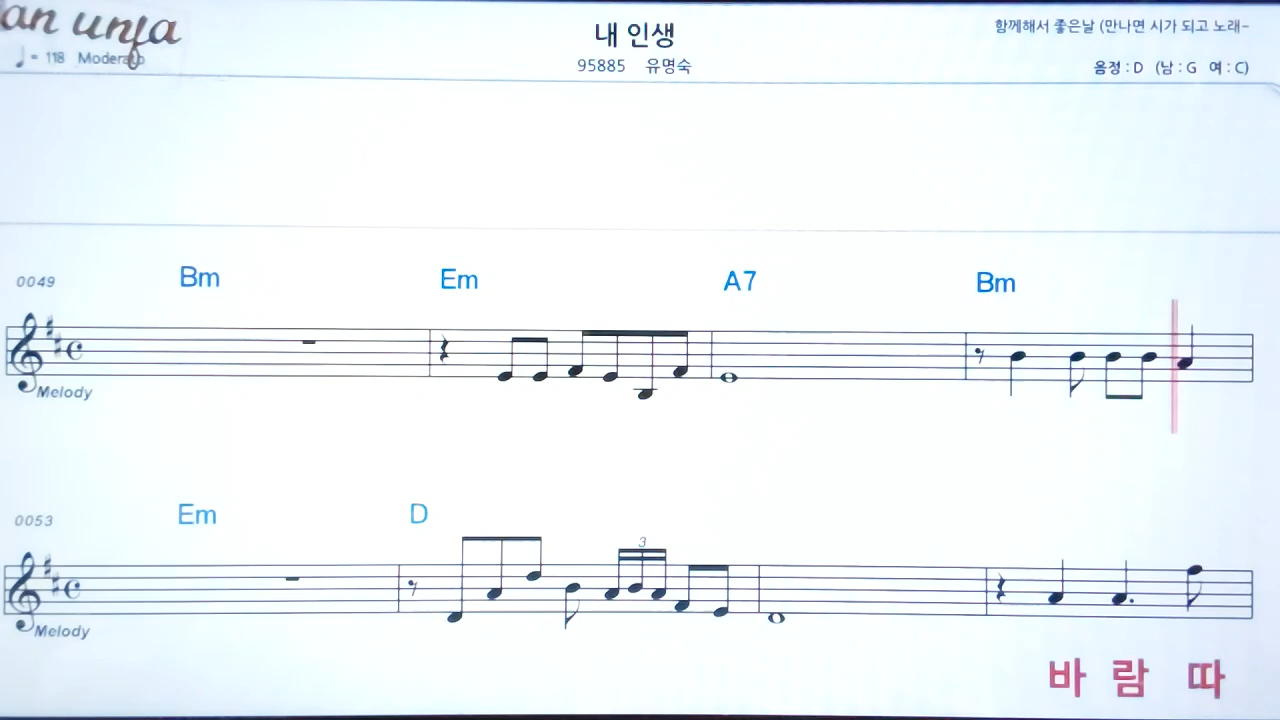 an unja
내 인생
함께해서 좋은날 (만나면 시가 되고 노래-
♩= 118 Moderato
95885 유명숙
음정 : D (남 : G 여 : C)
0049 Bm Em A7 Bm
Melody
0053 Em D
3
Melody
바 람 따